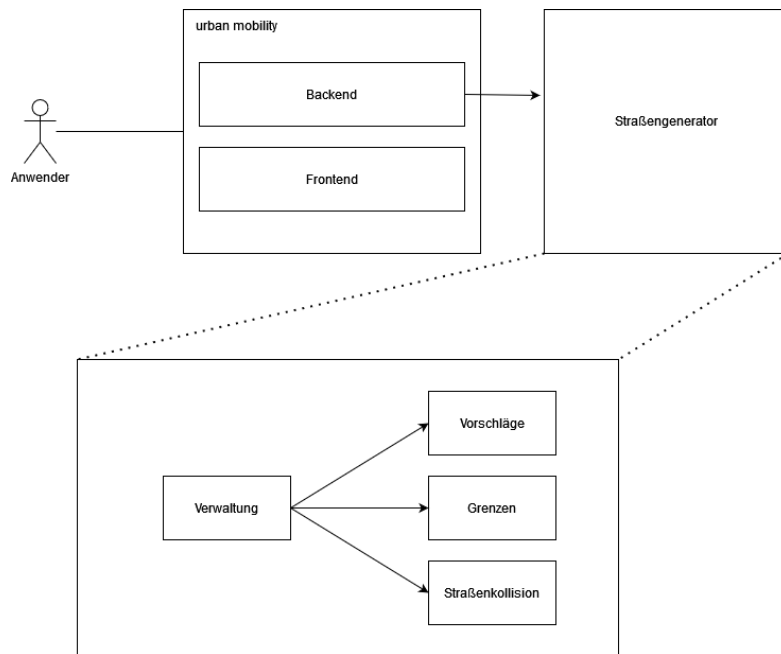 urban mobility
Backend
Straßengenerator
Anwender
Frontend
Vorschläge
Verwaltung
Grenzen
Straßenkollision